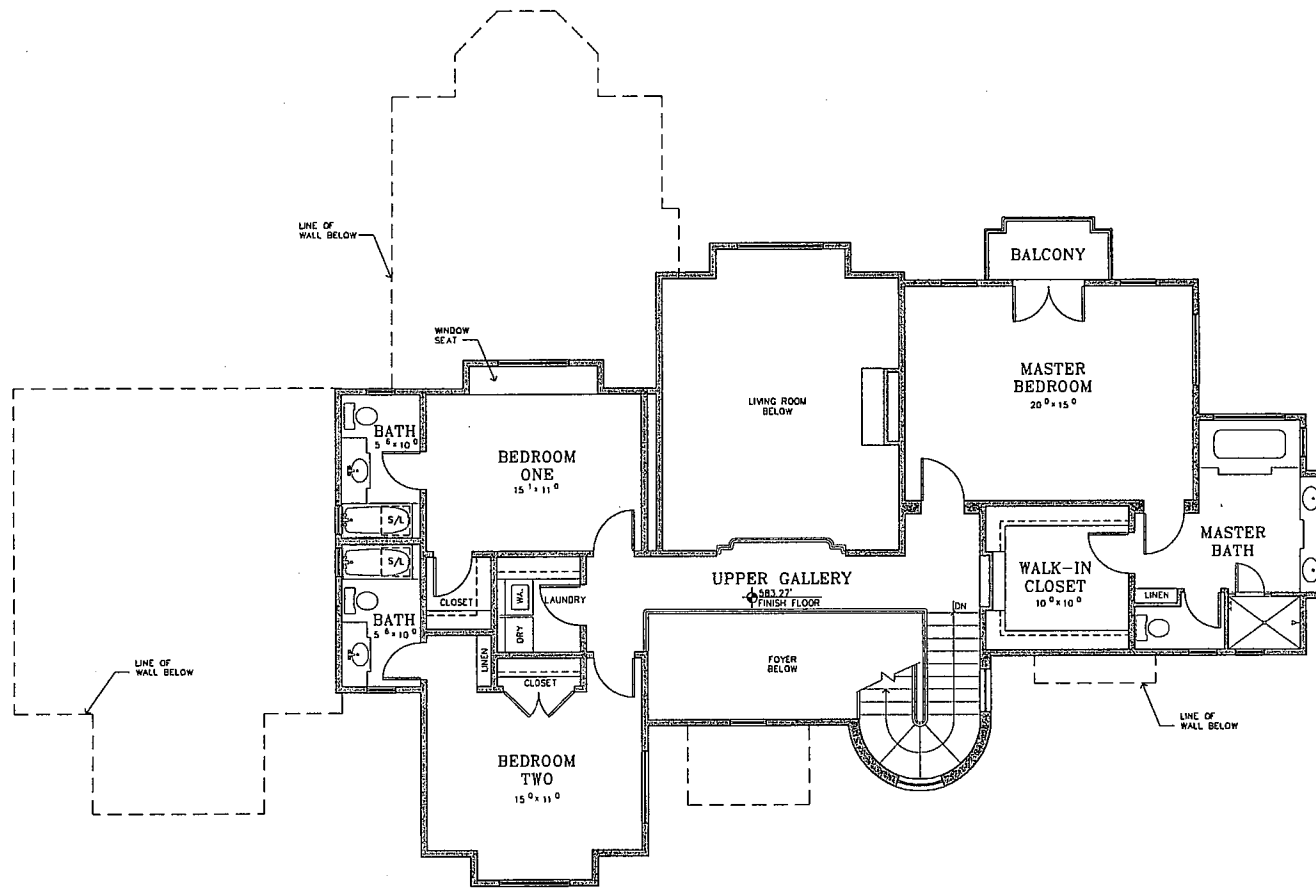 LINE OF
WALL BELOW
BALCONY
WINDOW
SEAT
MASTER
BEDROOM
20⁰ x 15⁰
LIVING ROOM
BELOW
BATH
5⁶ x 10⁰
BEDROOM
ONE
15¹ x 11⁰
S/L
S/L
MASTER
BATH
UPPER GALLERY
583.27'
FINISH FLOOR
WALK-IN
CLOSET
10⁰ x 10⁰
LINEN
CLOSET
WA.
LAUNDRY
DRY
DN
BATH
5⁶ x 10⁰
LINEN
CLOSET
FOYER
BELOW
LINE OF
WALL BELOW
LINE OF
WALL BELOW
BEDROOM
TWO
15⁰ x 11⁰